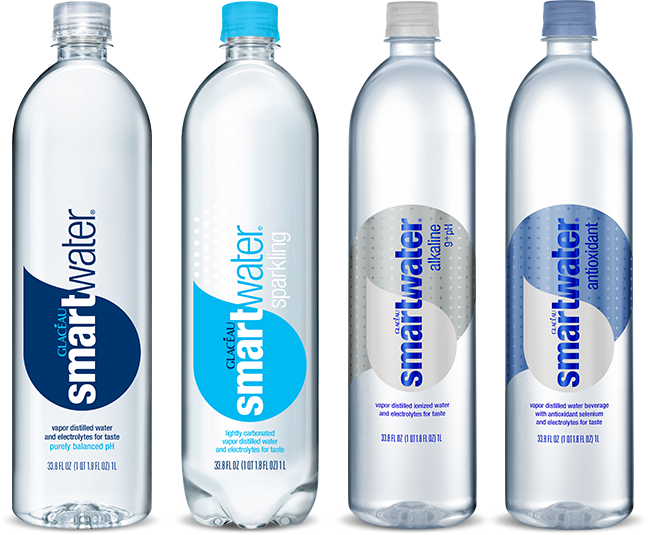 GLACÉAU
smartwater®
vapor distilled water
and electrolytes for taste
purely balanced pH
33.8 FL OZ (1 QT 1.8 FL OZ) 1L
GLACÉAU
smartwater®
sparkling
lightly carbonated
vapor distilled water
and electrolytes for taste
33.8 FL OZ (1 QT 1.8 FL OZ) 1L
GLACÉAU
smartwater®
alkaline
9+pH
vapor distilled ionized water
and electrolytes for taste
33.8 FL OZ (1 QT 1.8 FL OZ) 1L
GLACÉAU
smartwater®
antioxidant
vapor distilled water beverage
with antioxidant selenium
and electrolytes for taste
33.8 FL OZ (1 QT 1.8 FL OZ) 1L